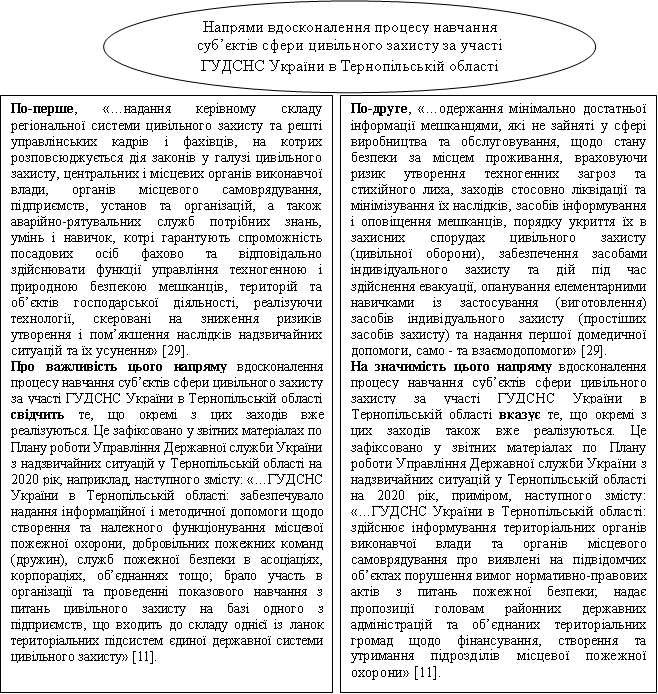 Напрями вдосконалення процесу навчання
суб’єктів сфери цивільного захисту за участі
ГУДСНС України в Тернопільській області
По-перше, «…надання керівному складу
регіональної системи цивільного захисту та решті
управлінських кадрів і фахівців, на котрих
розповсюджується дія законів у галузі цивільного
захисту, центральних і місцевих органів виконавчої
влади, органів місцевого самоврядування,
підприємств, установ та організацій, а також
аварійно-рятувальних служб потрібних знань,
умінь і навичок, котрі гарантують спроможність
посадових осіб фахово та відповідально
здійснювати функції управління техногенною і
природною безпекою мешканців, територій та
об’єктів господарської діяльності, реалізуючи
технології, скеровані на зниження ризиків
утворення і пом’якшення наслідків надзвичайних
ситуацій та їх усунення» [29].
Про важливість цього напряму вдосконалення
процесу навчання суб’єктів сфери цивільного захисту
за участі ГУДСНС України в Тернопільській області
свідчить те, що окремі з цих заходів вже
реалізуються. Це зафіксовано у звітних матеріалах по
Плану роботи Управління Державної служби України
з надзвичайних ситуацій у Тернопільській області на
2020 рік, наприклад, наступного змісту: «…ГУДСНС
України в Тернопільській області: забезпечувало
надання інформаційної і методичної допомоги щодо
створення та належного функціонування місцевої
пожежної охорони, добровільних пожежних команд
(дружин), служб пожежної безпеки в асоціаціях,
корпораціях, об’єднаннях тощо; брало участь в
організації та проведенні показового навчання з
питань цивільного захисту на базі одного з
підприємств, що входить до складу однієї із ланок
територіальних підсистем єдиної державної системи
цивільного захисту» [11].
По-друге, «…одержання мінімально достатньої
інформації мешканцями, які не зайняті у сфері
виробництва та обслуговування, щодо стану
безпеки за місцем проживання, враховуючи
ризик утворення техногенних загроз та
стихійного лиха, заходів стосовно ліквідації та
мінімізування їх наслідків, засобів інформування
і оповіщення мешканців, порядку укриття їх в
захисних спорудах цивільного захисту
(цивільної оборони), забезпечення засобами
індивідуального захисту та дій під час
здійснення евакуації, опанування елементарними
навичками із застосування (виготовлення)
засобів індивідуального захисту (простіших
засобів захисту) та надання першої домедичної
допомоги, само - та взаємодопомоги» [29].
На значимість цього напряму вдосконалення
процесу навчання суб’єктів сфери цивільного
захисту за участі ГУДСНС України в
Тернопільській області вказує те, що окремі з
цих заходів також вже реалізуються. Це
зафіксовано у звітних матеріалах по Плану
роботи Управління Державної служби України з
надзвичайних ситуацій у Тернопільській області
на 2020 рік, приміром, наступного змісту:
«…ГУДСНС України в Тернопільській області:
здійснює інформування територіальних органів
виконавчої влади та органів місцевого
самоврядування про виявлені на підвідомчих
об’єктах порушення вимог нормативно-правових
актів з питань пожежної безпеки; надає
пропозиції головам районних державних
адміністрацій та об’єднаних територіальних
громад щодо фінансування, створення та
утримання підрозділів місцевої пожежної
охорони» [11].